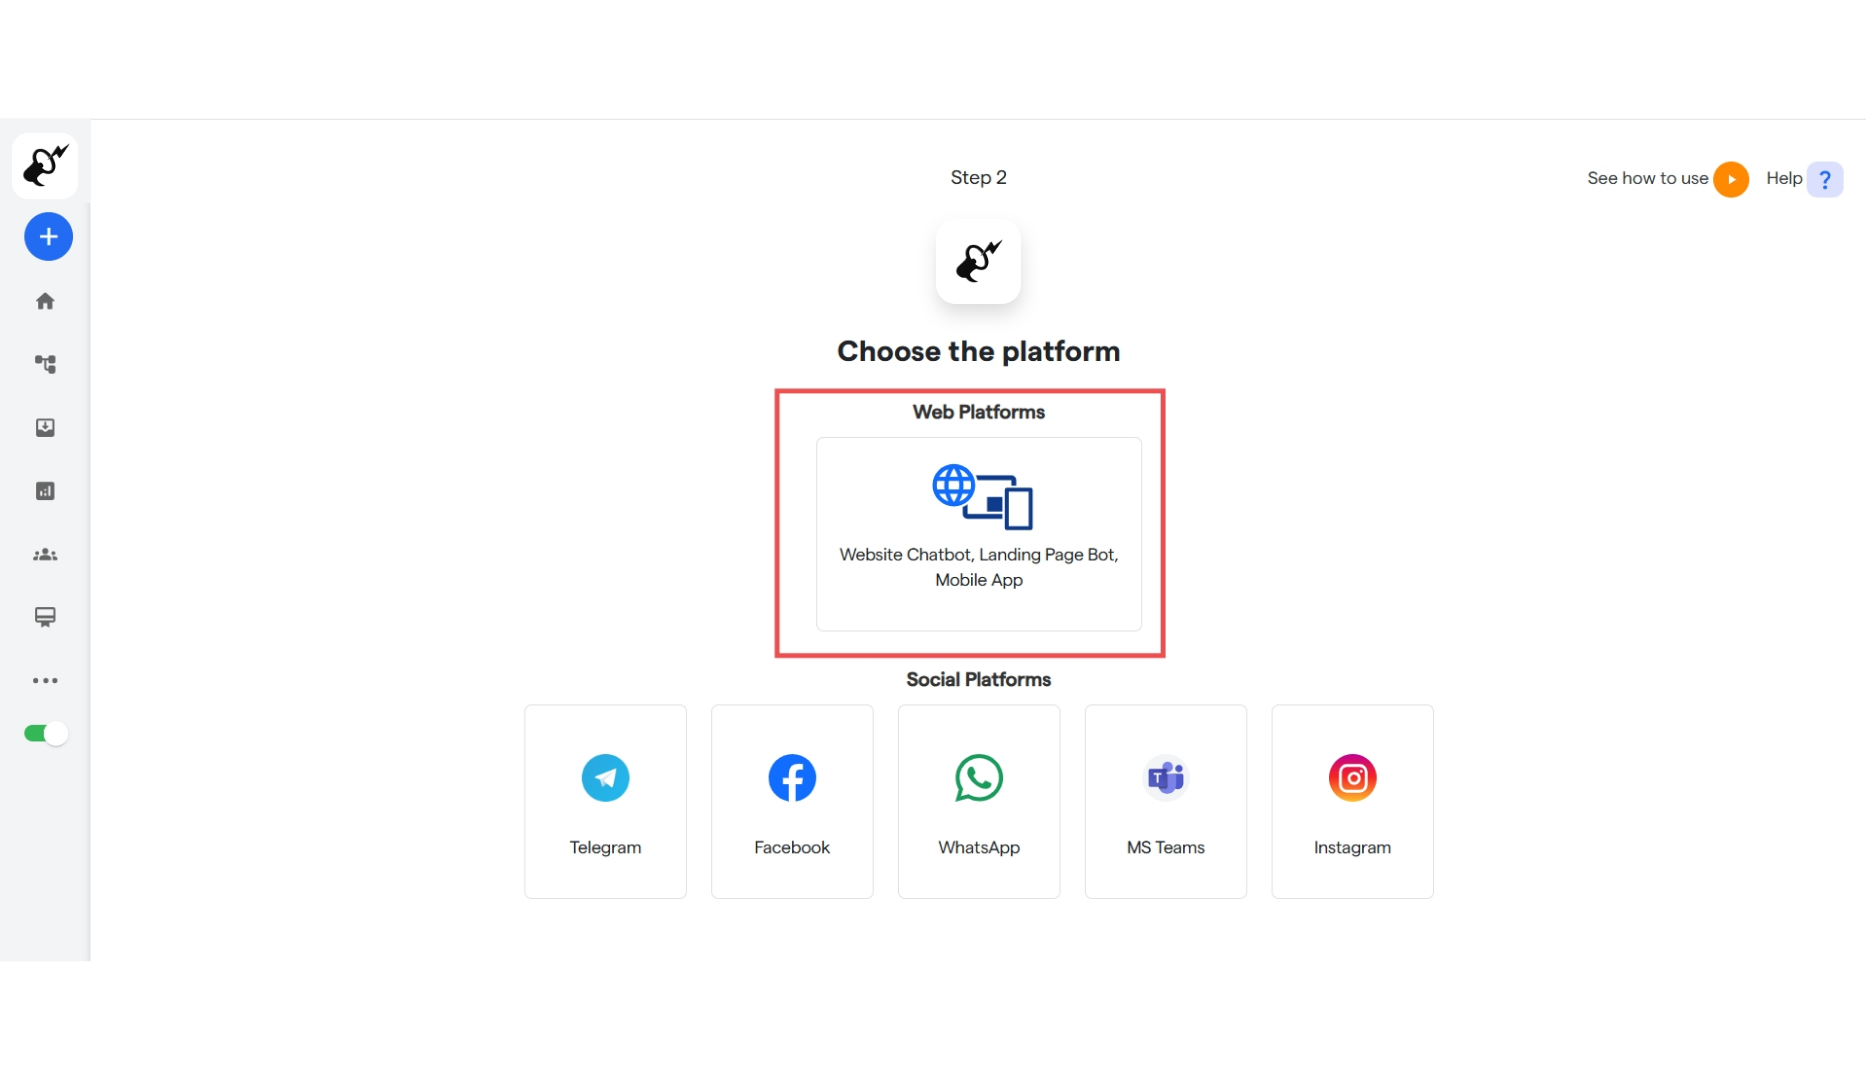 Step 2
See how to use
Help ?
Choose the platform
Web Platforms
Website Chatbot, Landing Page Bot,
Mobile App
Social Platforms
Telegram
Facebook
WhatsApp
MS Teams
Instagram